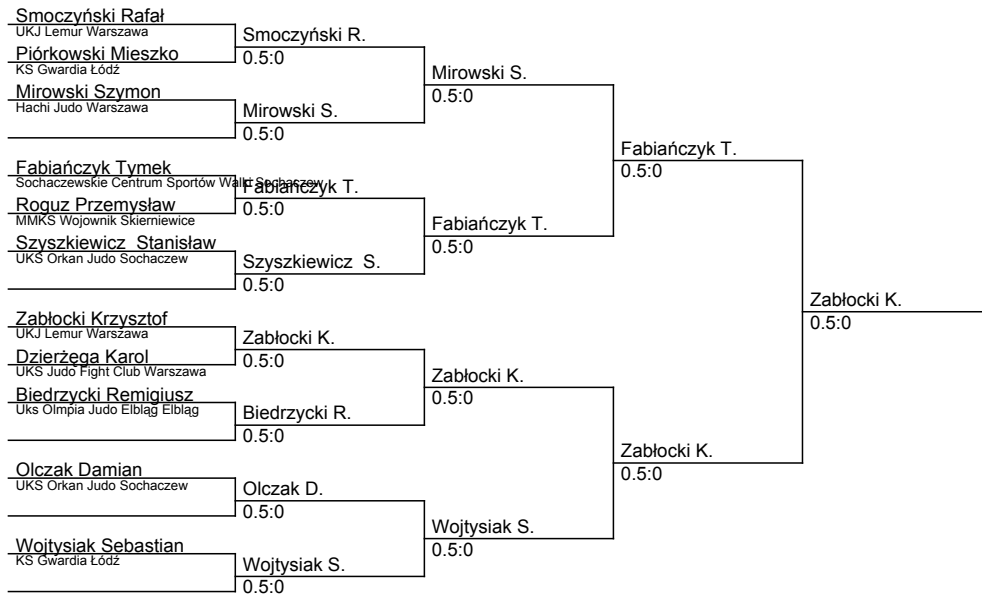 Smoczyński Rafał
UKJ Lemur Warszawa
Piórkowski Mieszko
KS Gwardia Łódź
Mirowski Szymon
Hachi Judo Warszawa
Fabiańczyk Tymek
Sochaczewskie Centrum Sportów Walki Sochaczew
Roguz Przemysław
MMKS Wojownik Skierniewice
Szyszkiewicz  Stanisław
UKS Orkan Judo Sochaczew
Zabłocki Krzysztof
UKJ Lemur Warszawa
Dzierżęga Karol
UKS Judo Fight Club Warszawa
Biedrzycki Remigiusz
Uks Olmpia Judo Elbląg Elbląg
Olczak Damian
UKS Orkan Judo Sochaczew
Wojtysiak Sebastian
KS Gwardia Łódź
Smoczyński R.
0.5:0
Mirowski S.
0.5:0
Fabiańczyk T.
0.5:0
Szyszkiewicz  S.
0.5:0
Zabłocki K.
0.5:0
Biedrzycki R.
0.5:0
Olczak D.
0.5:0
Wojtysiak S.
0.5:0
Mirowski S.
0.5:0
Fabiańczyk T.
0.5:0
Zabłocki K.
0.5:0
Wojtysiak S.
0.5:0
Fabiańczyk T.
0.5:0
Zabłocki K.
0.5:0
Zabłocki K.
0.5:0